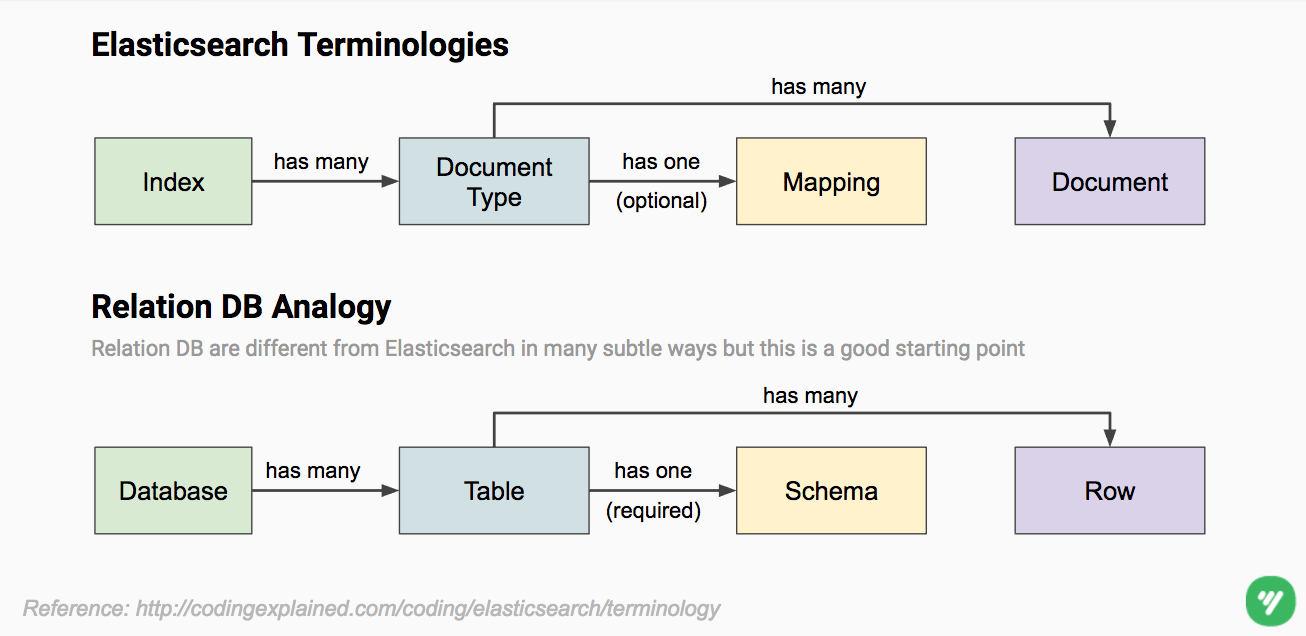 Elasticsearch Terminologies
has many
Index
has many
Document
Type
has one
(optional)
Mapping
Document
Relation DB Analogy
Relation DB are different from Elasticsearch in many subtle ways but this is a good starting point
has many
Database
has many
Table
has one
(required)
Schema
Row
Reference: http://codingexplained.com/coding/elasticsearch/terminology